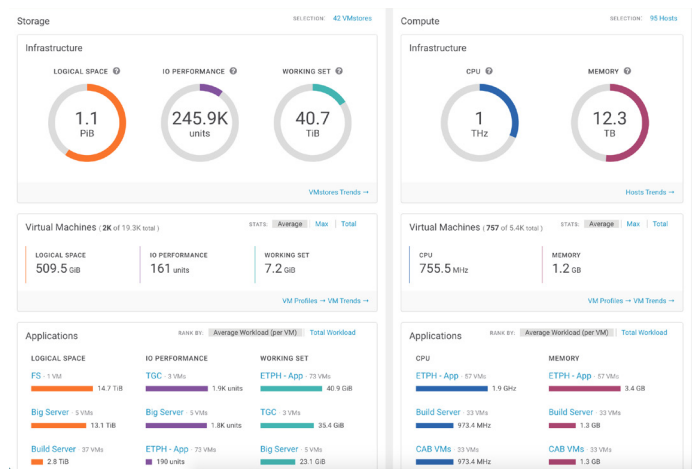 Storage
SELECTION: 42 VMstores
Infrastructure
LOGICAL SPACE ?
IO PERFORMANCE ?
WORKING SET ?
1.1
PiB
245.9K
units
40.7
TiB
VMstores Trends →
Virtual Machines ( 2K of 19.3K total )
STATS: Average | Max | Total
LOGICAL SPACE
509.5 GiB
IO PERFORMANCE
161 units
WORKING SET
7.2 GiB
VM Profiles → VM Trends →
Applications
RANK BY: Average Workload (per VM) | Total Workload
LOGICAL SPACE
FS - 1 VM
14.7 TiB
Big Server - 5 VMs
13.1 TiB
Build Server - 37 VMs
2.8 TiB
IO PERFORMANCE
TGC - 3 VMs
1.9K units
Big Server - 5 VMs
1.8K units
ETPH - App - 73 VMs
190 units
WORKING SET
ETPH - App - 73 VMs
40.9 GiB
TGC - 3 VMs
35.4 GiB
Big Server - 5 VMs
23.1 GiB
Compute
SELECTION: 95 Hosts
Infrastructure
CPU ?
MEMORY ?
1
THz
12.3
TB
Hosts Trends →
Virtual Machines ( 757 of 5.4K total )
STATS: Average | Max | Total
CPU
755.5 MHz
MEMORY
1.2 GB
VM Profiles → VM Trends →
Applications
RANK BY: Average Workload (per VM) | Total Workload
CPU
ETPH - App - 57 VMs
1.9 GHz
Build Server - 33 VMs
973.4 MHz
CAB VMs - 33 VMs
973.4 MHz
MEMORY
ETPH - App - 57 VMs
3.4 GB
Build Server - 33 VMs
1.3 GB
CAB VMs - 33 VMs
1.3 GB